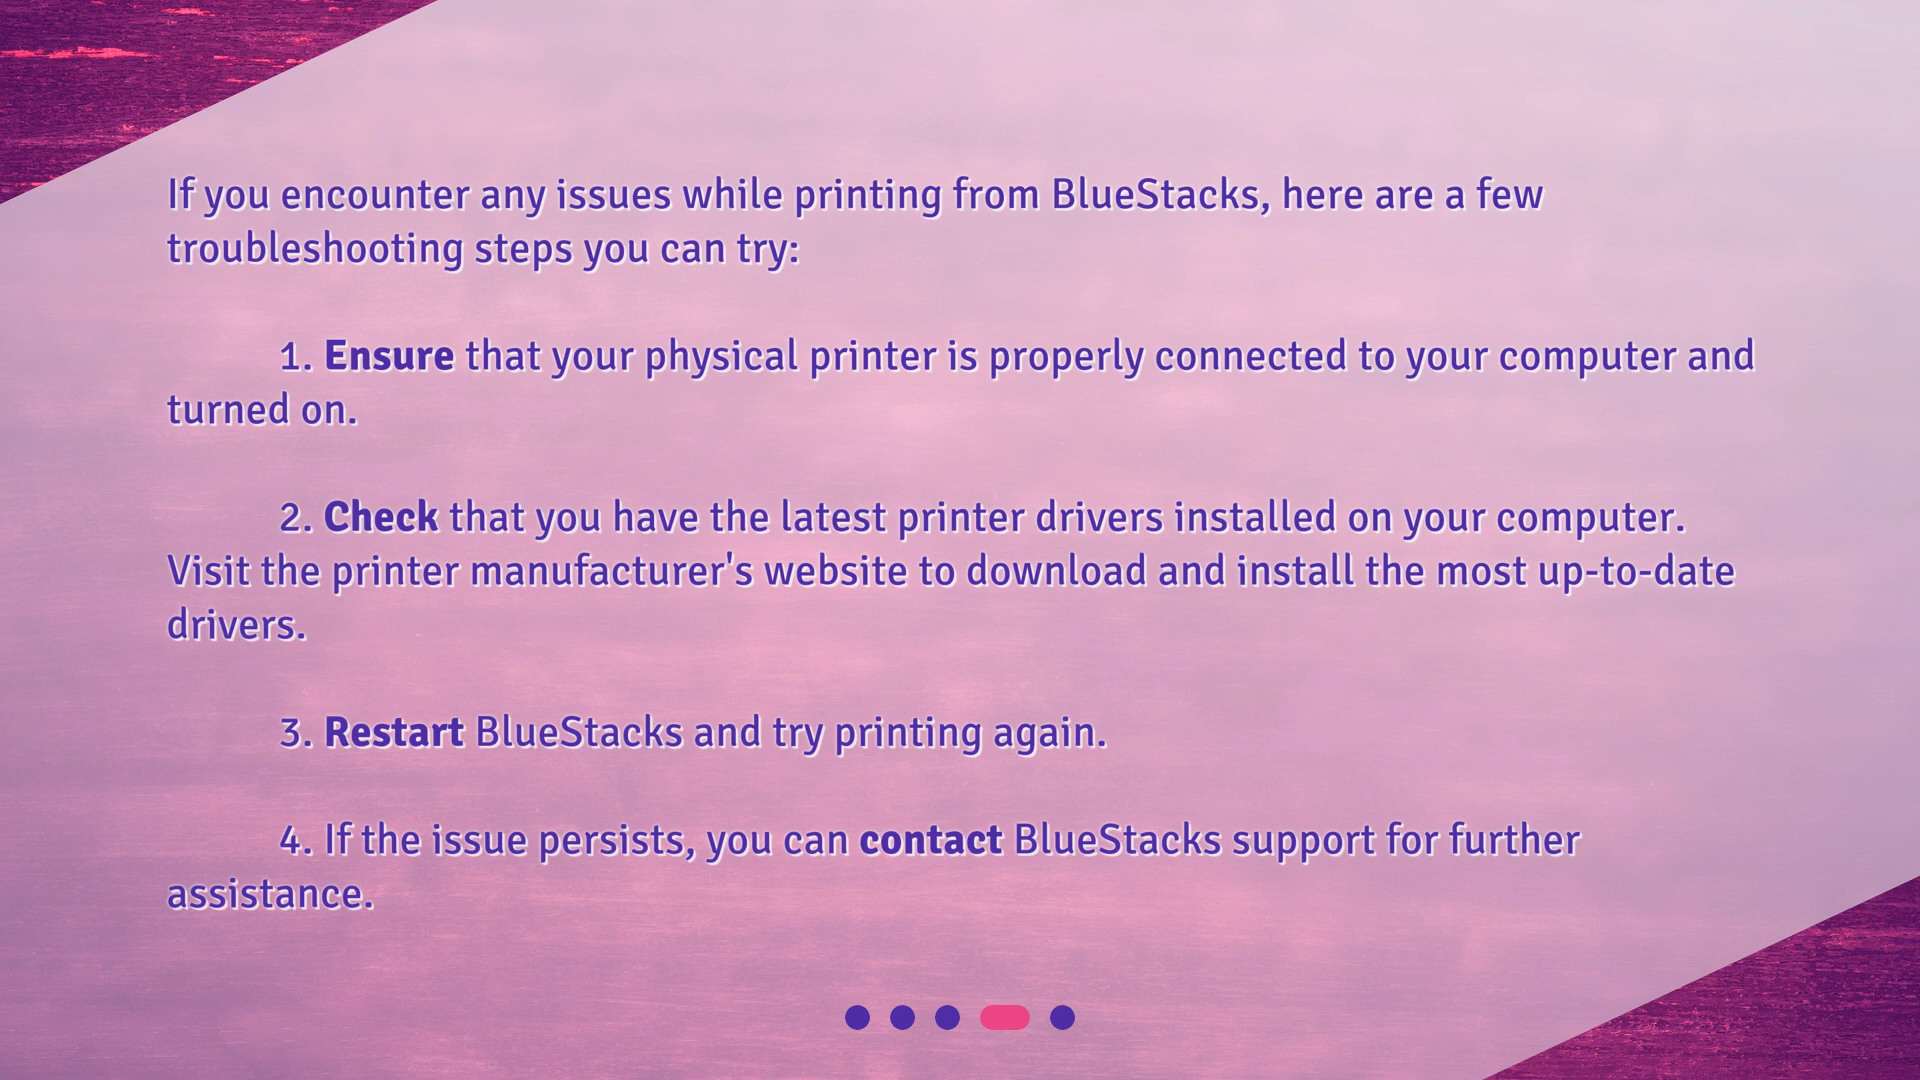 If you encounter any issues while printing from BlueStacks, here are a few
troubleshooting steps you can try:
1. Ensure that your physical printer is properly connected to your computer and
turned on.
2. Check that you have the latest printer drivers installed on your computer.
Visit the printer manufacturer's website to download and install the most up-to-date
drivers.
3. Restart BlueStacks and try printing again.
4. If the issue persists, you can contact BlueStacks support for further
assistance.